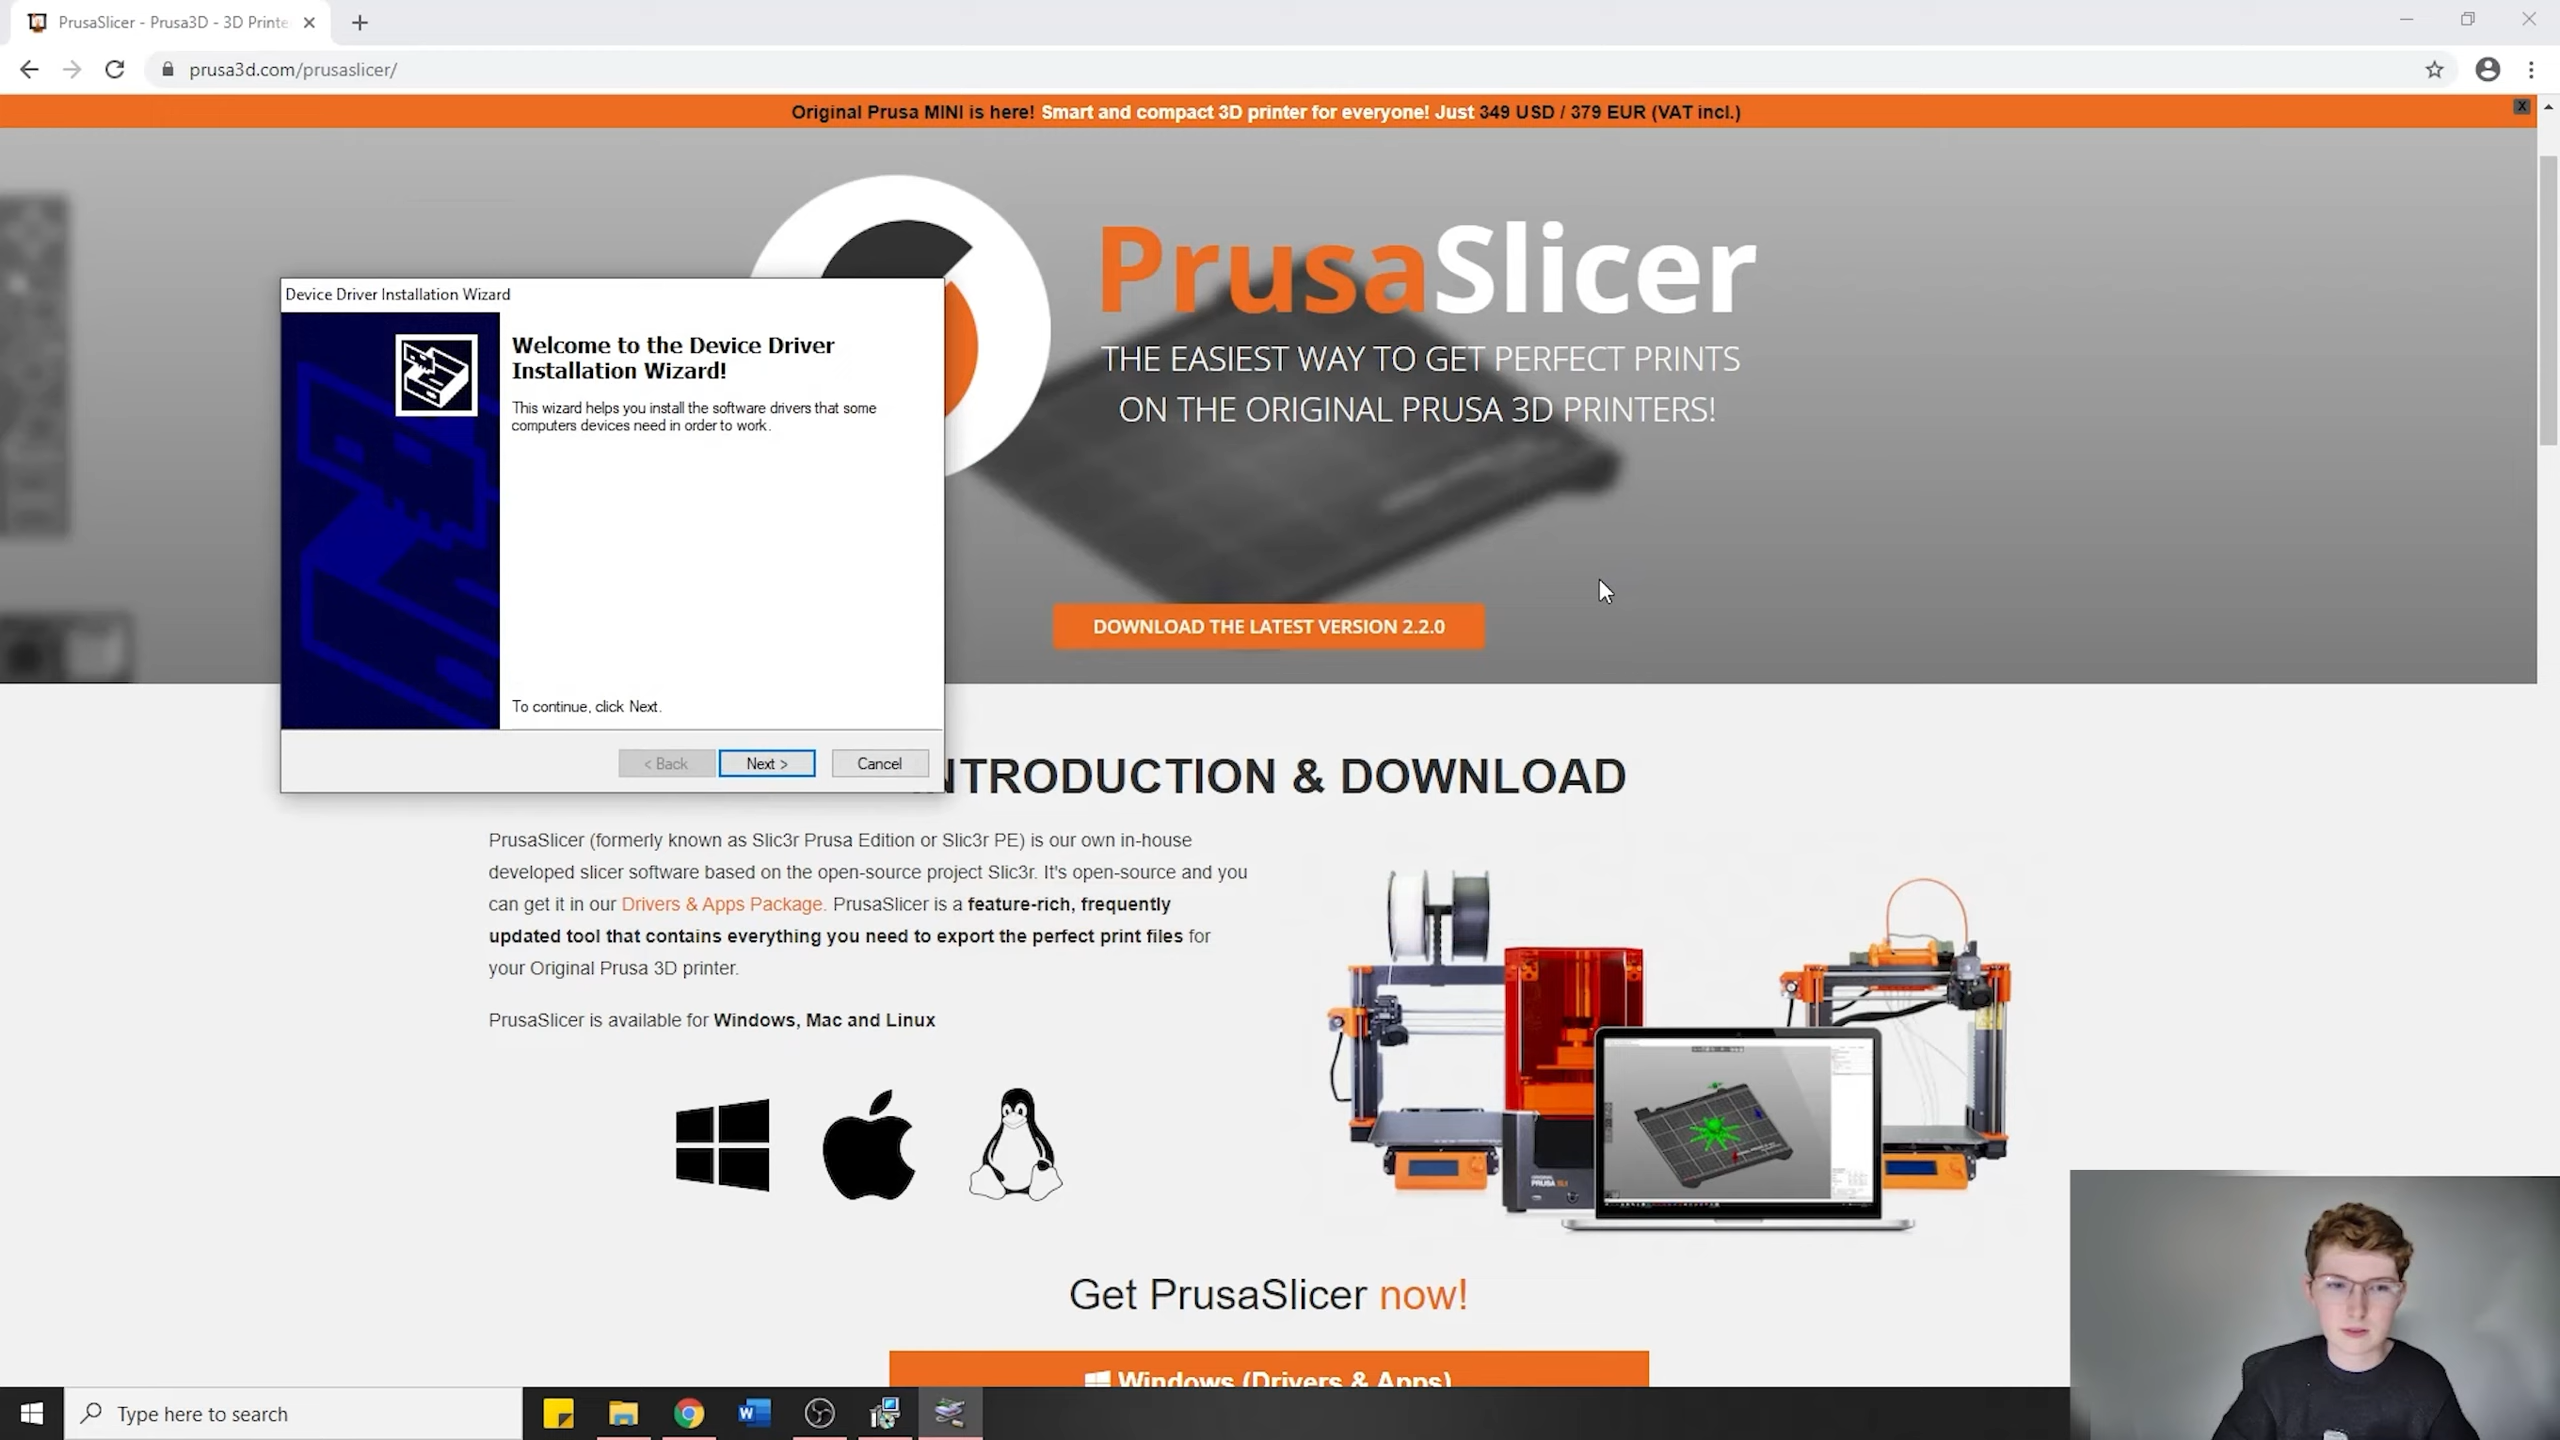 PrusaSlicer - Prusa3D - 3D Printe
prusa3d.com/prusaslicer/
Original Prusa MINI is here! Smart and compact 3D printer for everyone! Just 349 USD / 379 EUR (VAT incl.)
X
PrusaSlicer
THE EASIEST WAY TO GET PERFECT PRINTS
ON THE ORIGINAL PRUSA 3D PRINTERS!
DOWNLOAD THE LATEST VERSION 2.2.0
Device Driver Installation Wizard
Welcome to the Device Driver
Installation Wizard!
This wizard helps you install the software drivers that some
computers devices need in order to work.
To continue, click Next.
< Back
Next >
Cancel
NTRODUCTION & DOWNLOAD
PrusaSlicer (formerly known as Slic3r Prusa Edition or Slic3r PE) is our own in-house
developed slicer software based on the open-source project Slic3r. It's open-source and you
can get it in our Drivers & Apps Package. PrusaSlicer is a feature-rich, frequently
updated tool that contains everything you need to export the perfect print files for
your Original Prusa 3D printer.
PrusaSlicer is available for Windows, Mac and Linux
Get PrusaSlicer now!
Windows (Drivers & Apps)
Type here to search